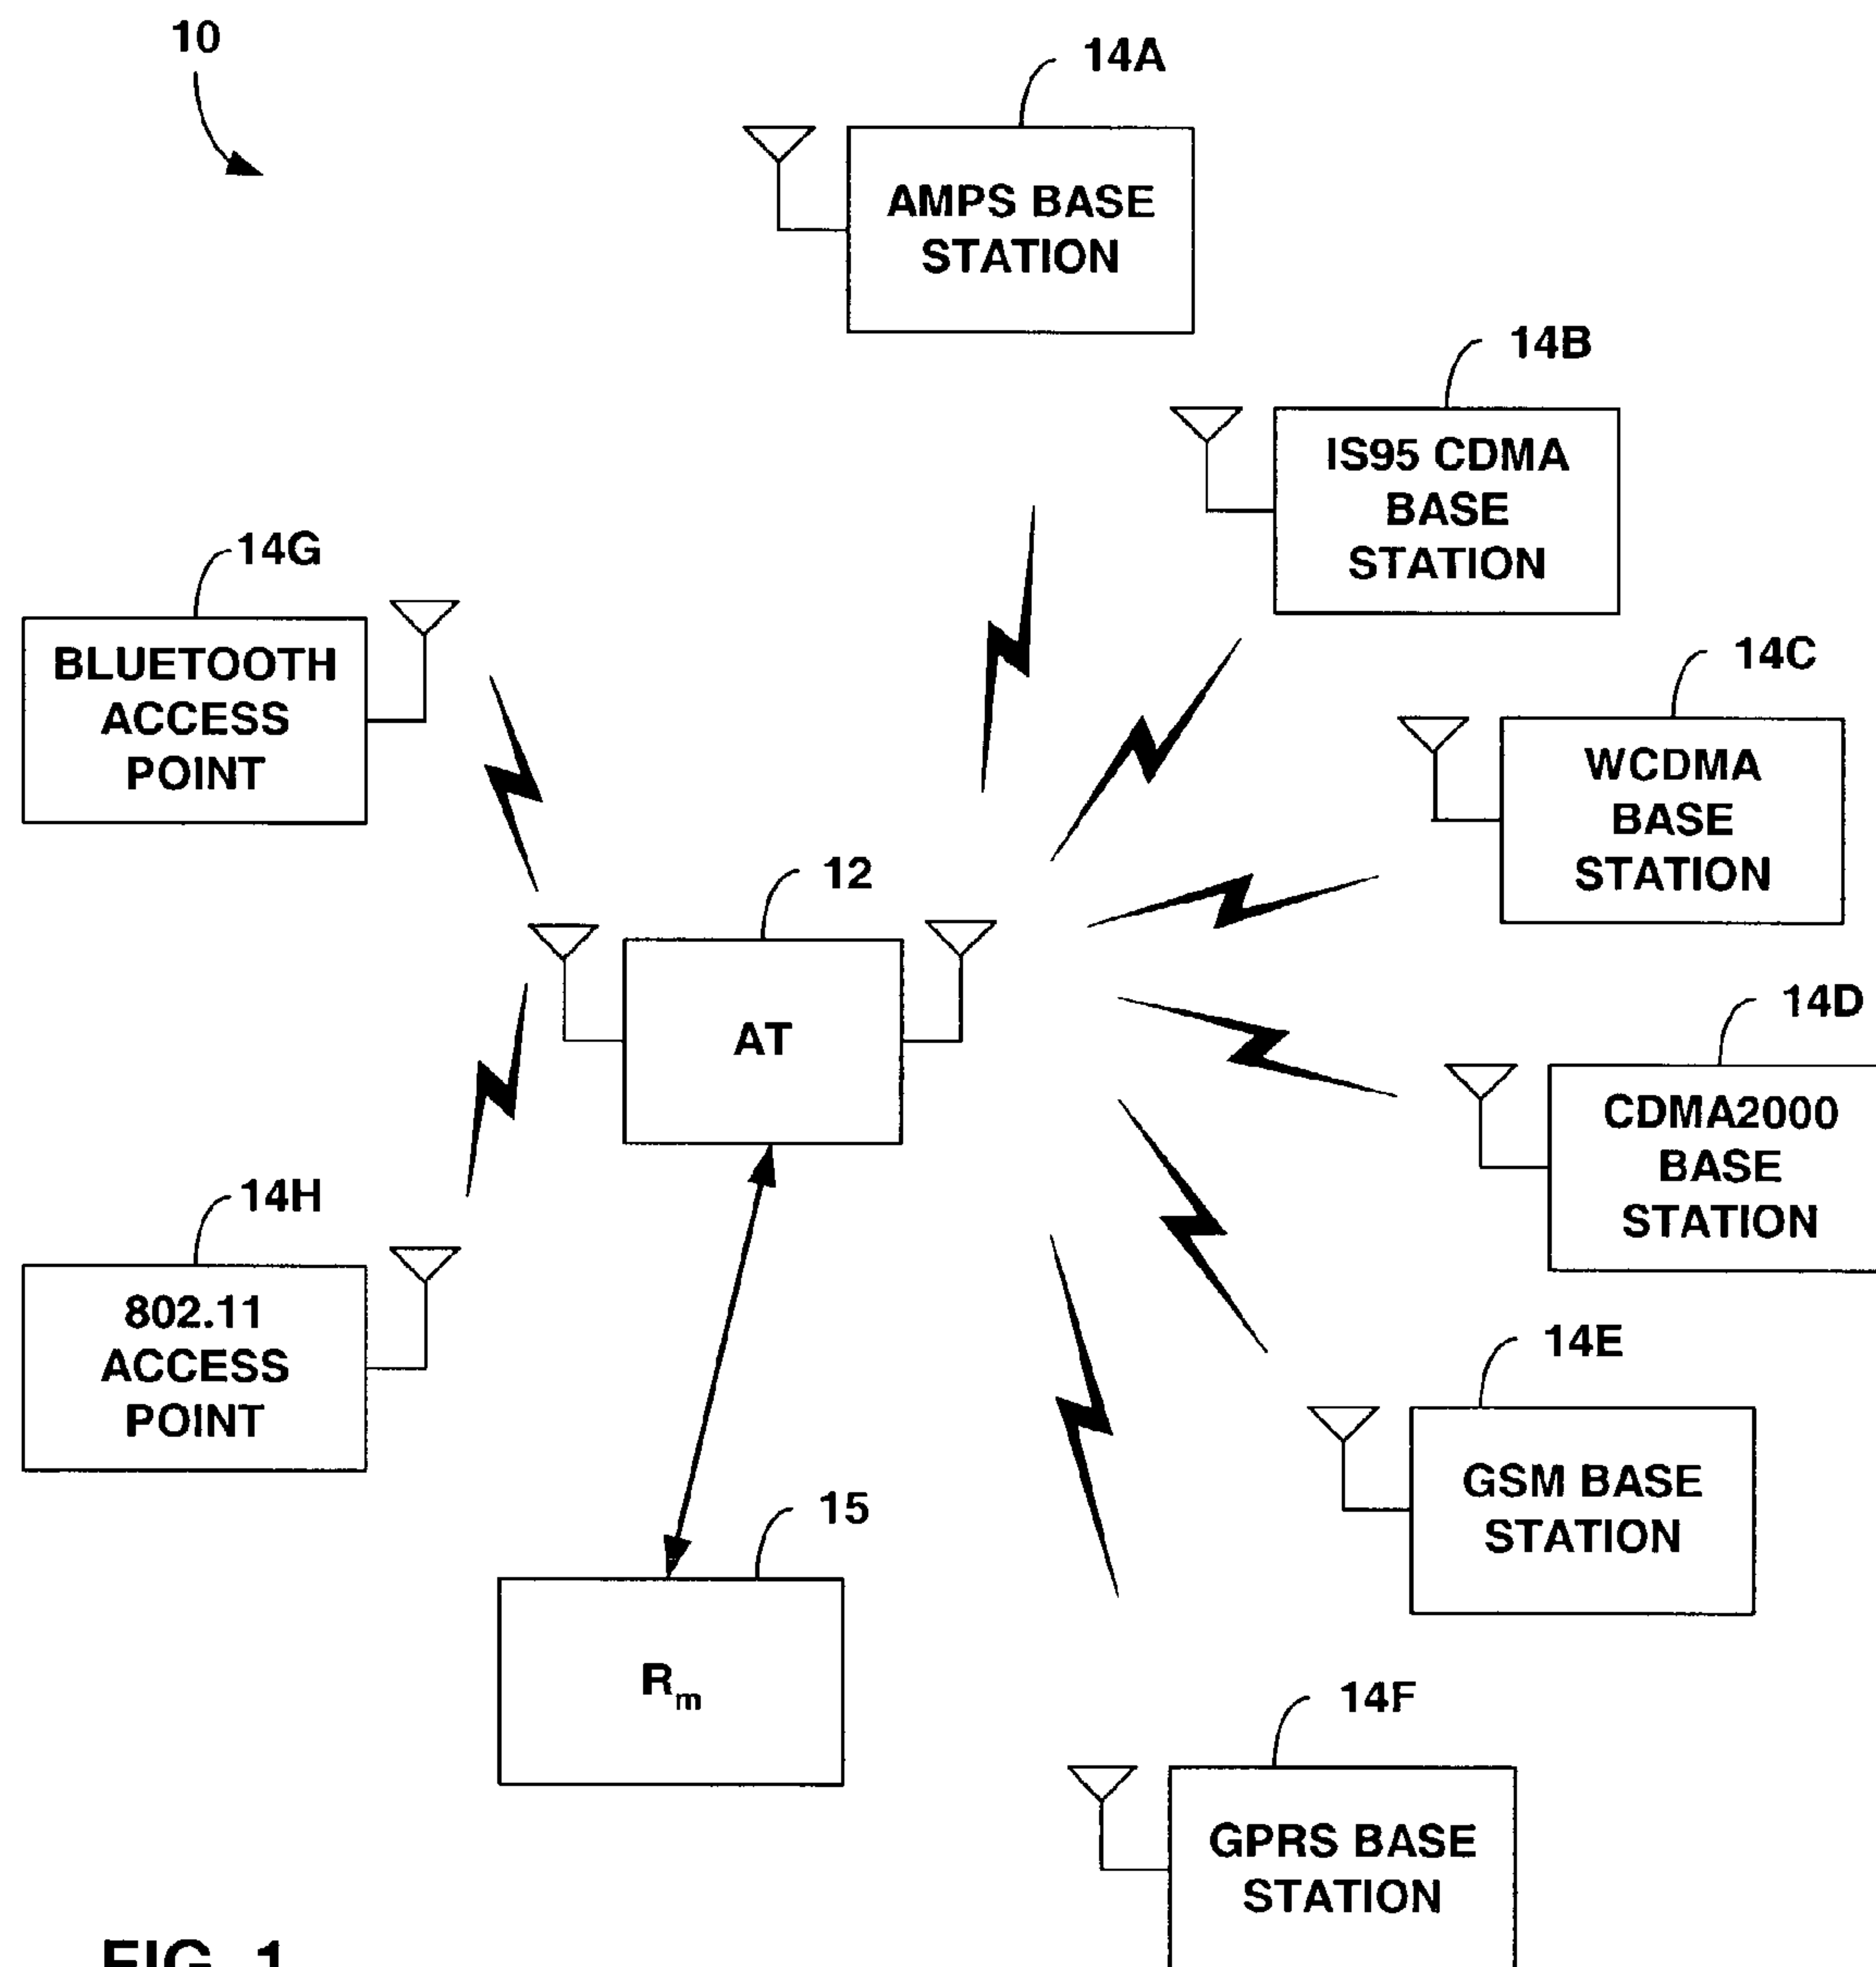 10
14A
AMPS BASE
STATION
14B
IS95 CDMA
BASE
STATION
14G
BLUETOOTH
ACCESS
POINT
14C
WCDMA
BASE
STATION
12
AT
14D
CDMA2000
BASE
STATION
14H
802.11
ACCESS
POINT
14E
GSM BASE
STATION
15
Rm
14F
GPRS BASE
STATION
FIG. 1